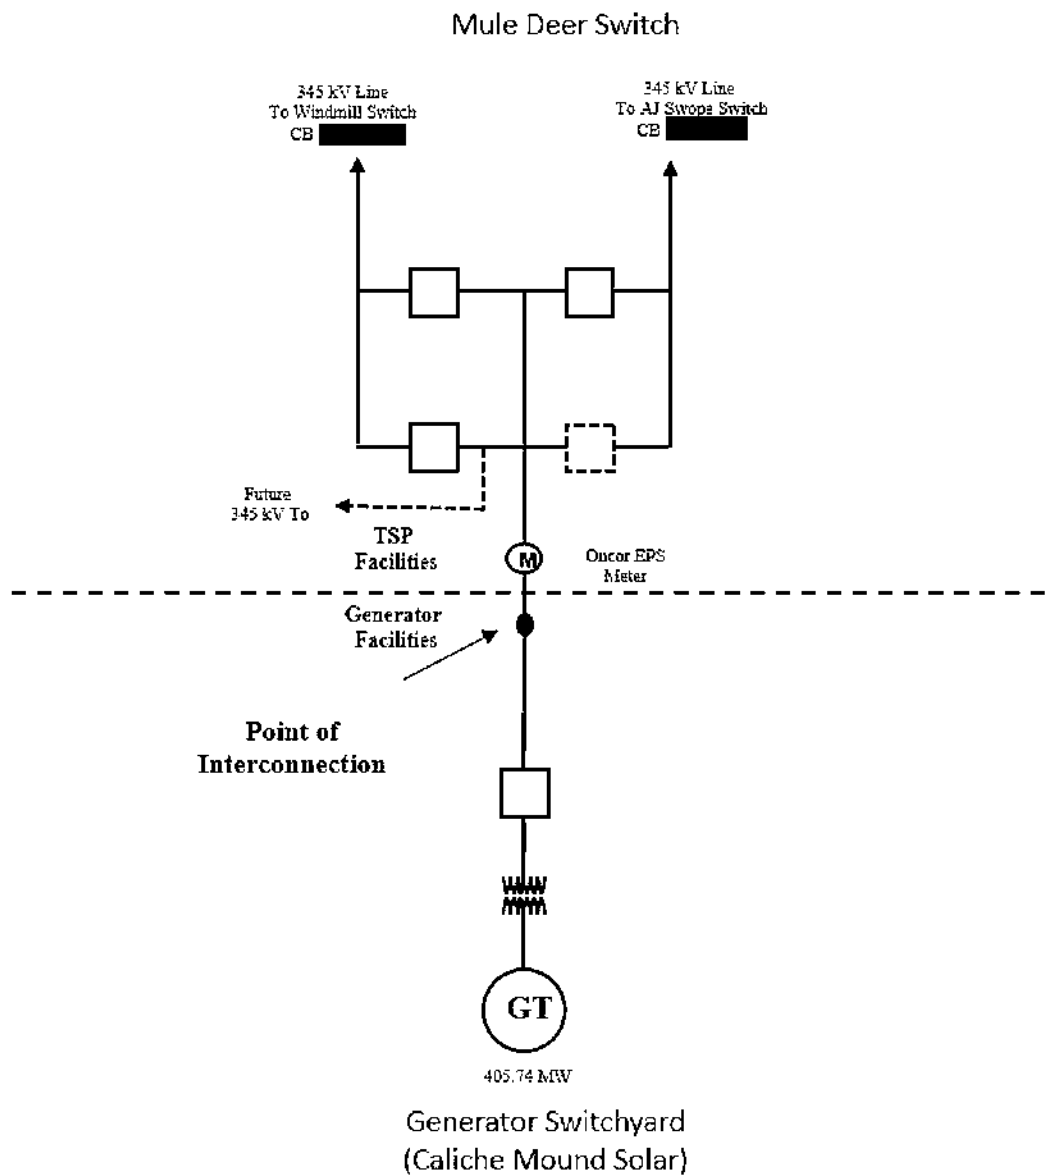 Mule Deer Switch
345 kV Line
To Windmill Switch
CB
345 kV Line
To AJ Swope Switch
CB
Future
345 kV To
TSP
Facilities
M
Oncor EPS
Meter
Generator
Facilities
Point of
Interconnection
GT
405.74 MW
Generator Switchyard
(Caliche Mound Solar)